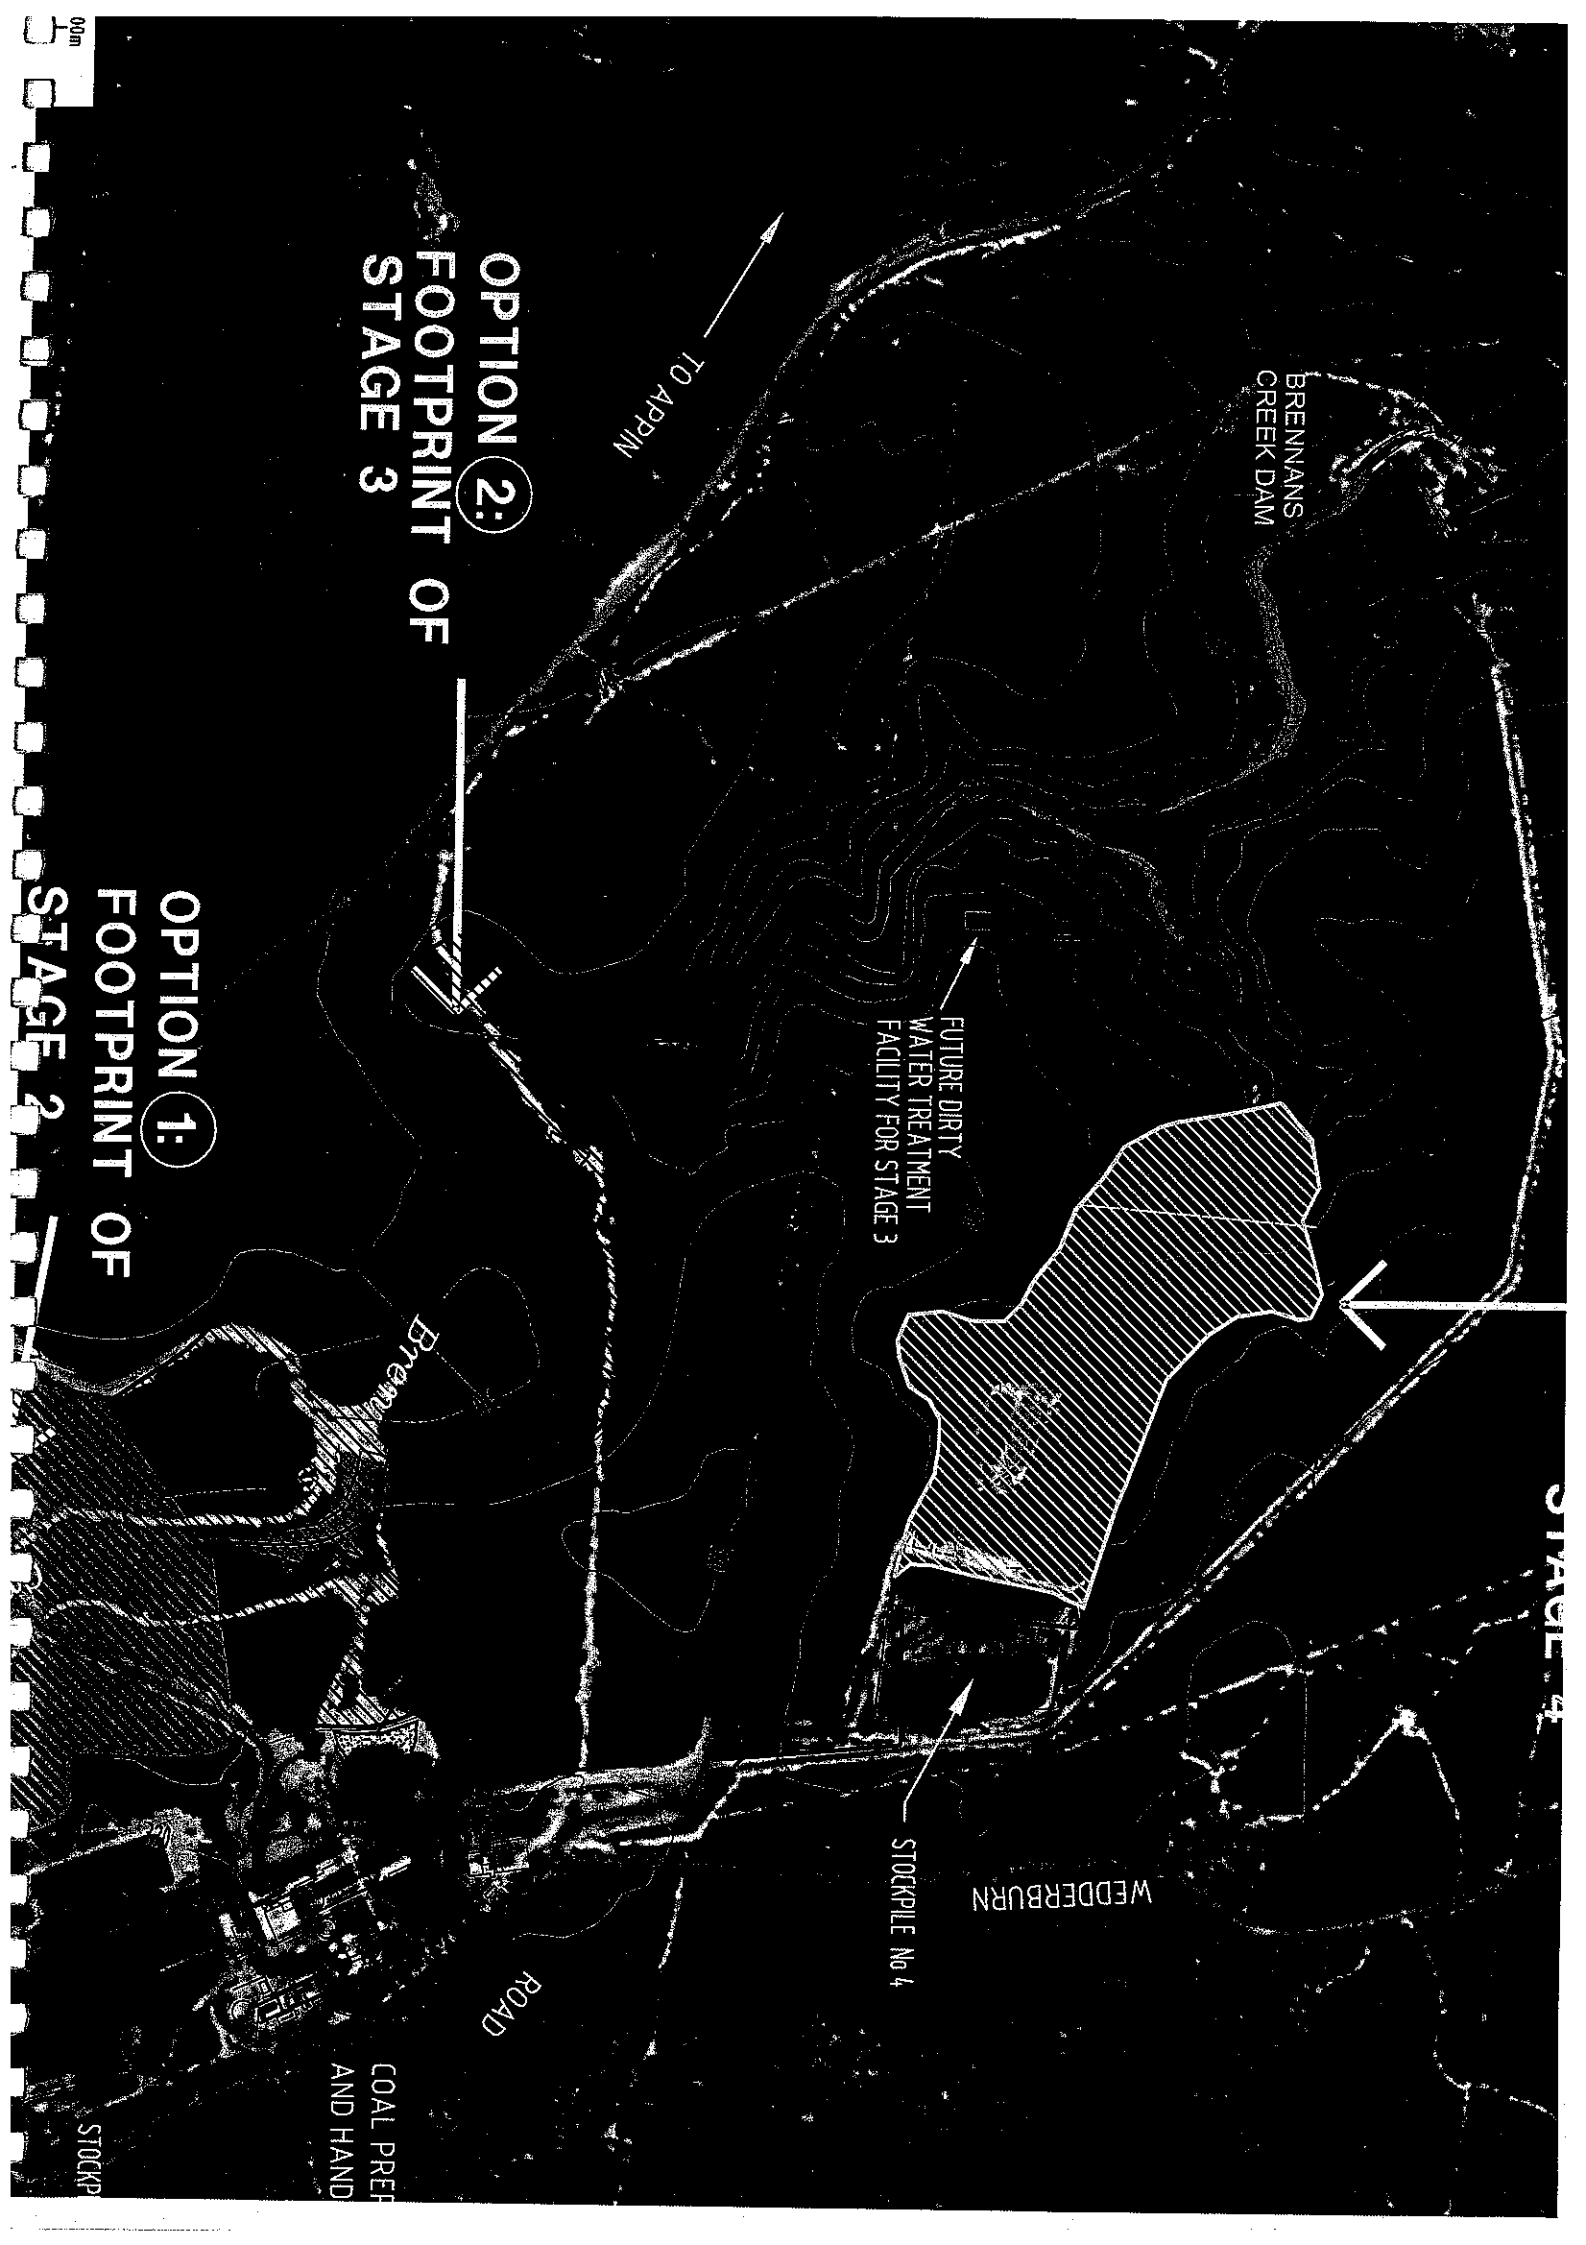 STAGE 4
BRENNANS
CREEK DAM
WEDDERBURN
FUTURE DIRTY
WATER TREATMENT
FACILITY FOR STAGE 3
STOCKPILE No 4
TO APPIN
OPTION 2:
FOOTPRINT OF
STAGE 3
ROAD
COAL PREP
AND HAND
OPTION 1:
FOOTPRINT OF
STAGE 2
STOCKP
00m